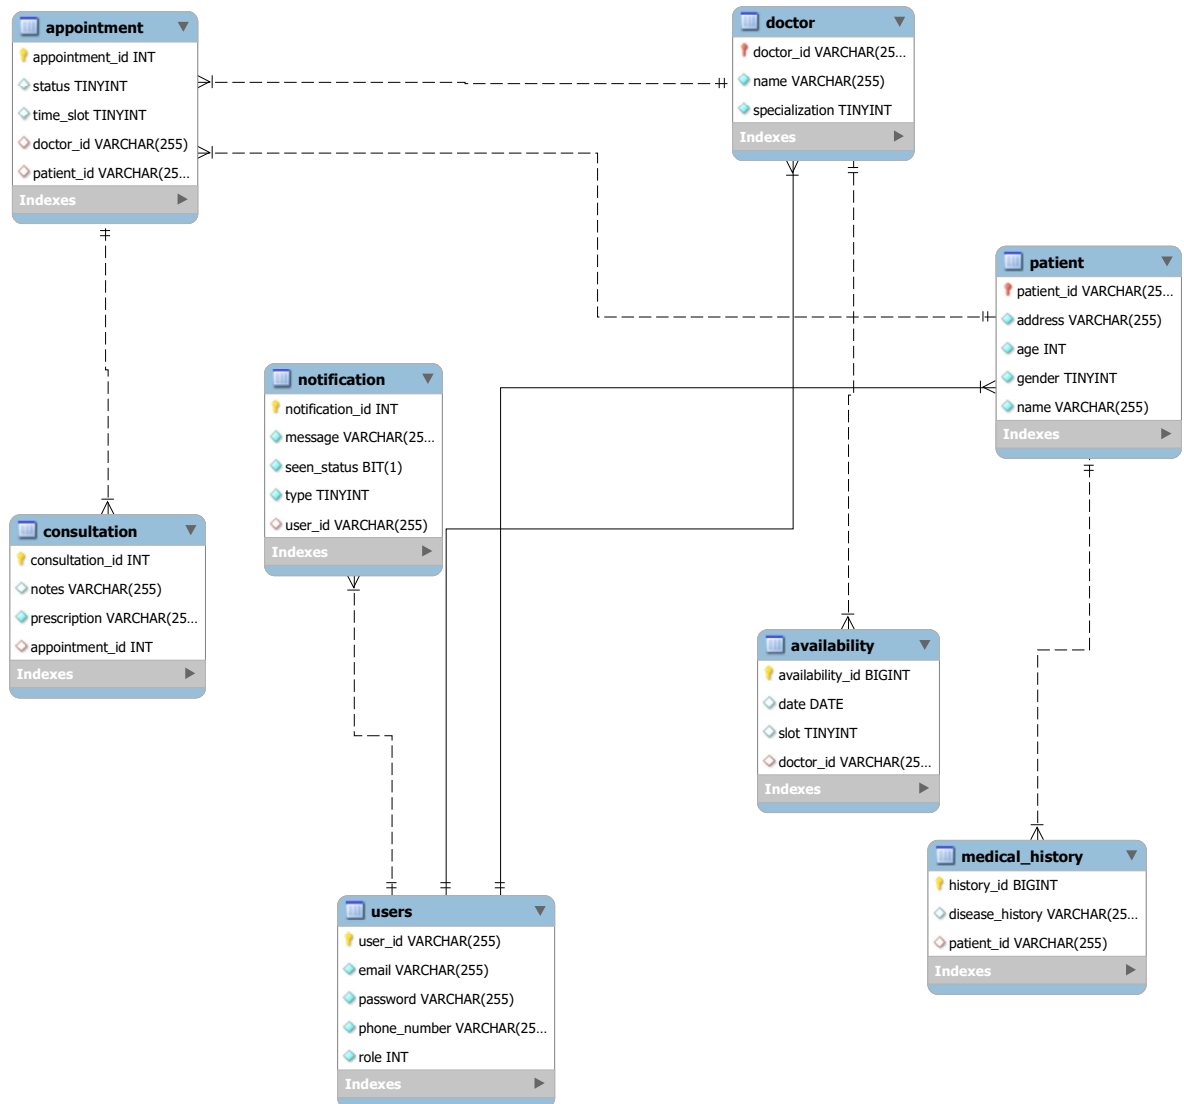 appointment
appointment_id INT
status TINYINT
time_slot TINYINT
doctor_id VARCHAR(255)
patient_id VARCHAR(25...
Indexes
doctor
doctor_id VARCHAR(25...
name VARCHAR(255)
specialization TINYINT
Indexes
patient
patient_id VARCHAR(25...
address VARCHAR(255)
age INT
gender TINYINT
name VARCHAR(255)
Indexes
notification
notification_id INT
message VARCHAR(25...
seen_status BIT(1)
type TINYINT
user_id VARCHAR(255)
Indexes
consultation
consultation_id INT
notes VARCHAR(255)
prescription VARCHAR(25...
appointment_id INT
Indexes
availability
availability_id BIGINT
date DATE
slot TINYINT
doctor_id VARCHAR(25...
Indexes
medical_history
history_id BIGINT
disease_history VARCHAR(25...
patient_id VARCHAR(255)
Indexes
users
user_id VARCHAR(255)
email VARCHAR(255)
password VARCHAR(255)
phone_number VARCHAR(25...
role INT
Indexes